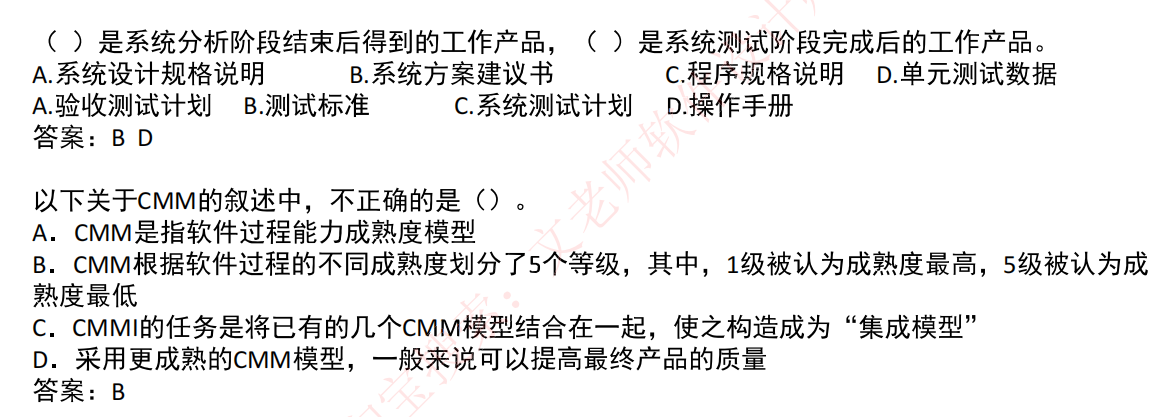 （ ）是系统分析阶段结束后得到的工作产品，（ ）是系统测试阶段完成后的工作产品。
A.系统设计规格说明 B.系统方案建议书 C.程序规格说明 D.单元测试数据
A.验收测试计划 B.测试标准 C.系统测试计划 D.操作手册
答案：B D
以下关于CMM的叙述中，不正确的是（）。
A．CMM是指软件过程能力成熟度模型
B．CMM根据软件过程的不同成熟度划分了5个等级，其中，1级被认为成熟度最高，5级被认为成
熟度最低
C．CMMI的任务是将已有的几个CMM模型结合在一起，使之构造成为“集成模型”
D．采用更成熟的CMM模型，一般来说可以提高最终产品的质量
答案：B
宝搜索：文老师软件